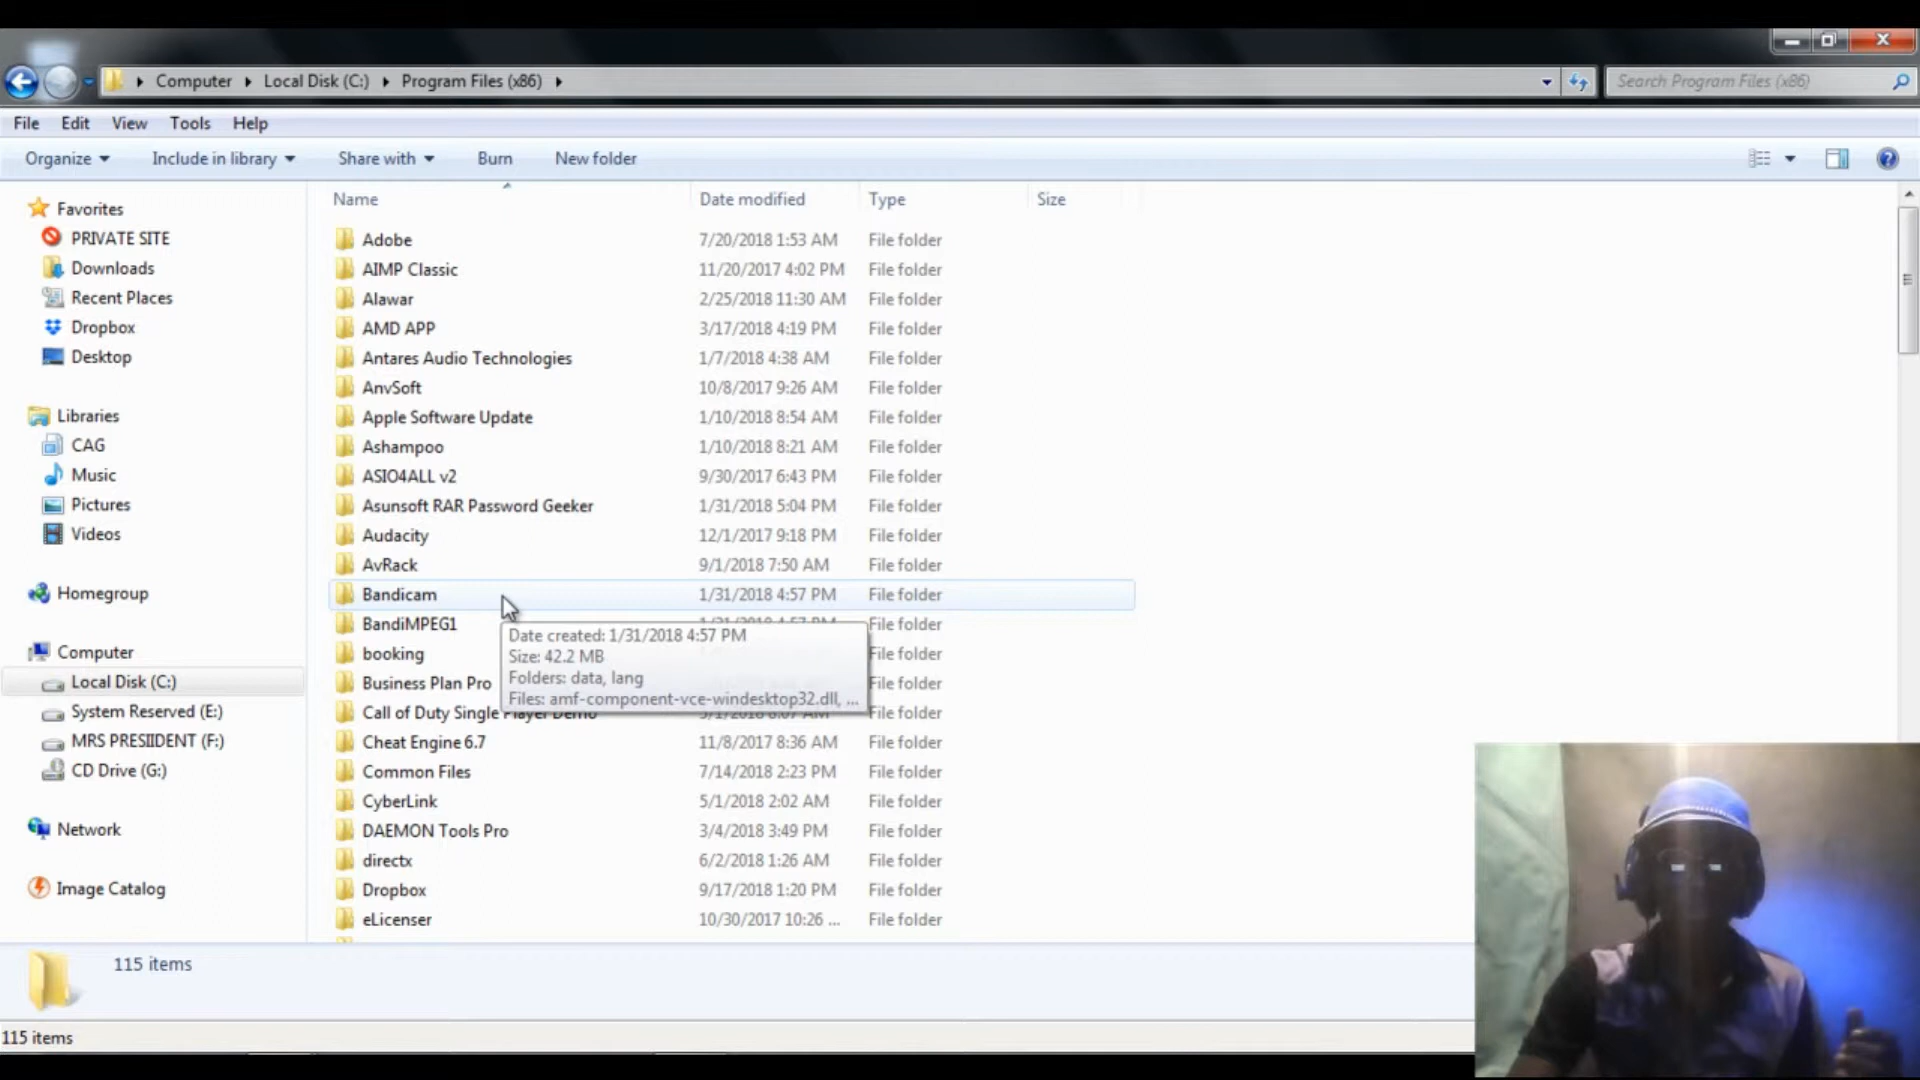 Computer Local Disk (C:) Program Files (x86) Search Program Files (x86)
File Edit View Tools Help
Organize Include in library Share with Burn New folder
Name Date modified Type Size
Favorites
PRIVATE SITE
Downloads
Recent Places
Dropbox
Desktop
Libraries
CAG
Music
Pictures
Videos
Homegroup
Computer
Local Disk (C:)
System Reserved (E:)
MRS PRESIIDENT (F:)
CD Drive (G:)
Network
Image Catalog
Adobe 7/20/2018 1:53 AM File folder
AIMP Classic 11/20/2017 4:02 PM File folder
Alawar 2/25/2018 11:30 AM File folder
AMD APP 3/17/2018 4:19 PM File folder
Antares Audio Technologies 1/7/2018 4:38 AM File folder
AnvSoft 10/8/2017 9:26 AM File folder
Apple Software Update 1/10/2018 8:54 AM File folder
Ashampoo 1/10/2018 8:21 AM File folder
ASIO4ALL v2 9/30/2017 6:43 PM File folder
Asunsoft RAR Password Geeker 1/31/2018 5:04 PM File folder
Audacity 12/1/2017 9:18 PM File folder
AvRack 9/1/2018 7:50 AM File folder
Bandicam 1/31/2018 4:57 PM File folder
BandiMPEG1 1/31/2018 4:57 PM File folder
booking File folder
Business Plan Pro File folder
Call of Duty Single Player Demo 5/1/2018 8:07 AM File folder
Cheat Engine 6.7 11/8/2017 8:36 AM File folder
Common Files 7/14/2018 2:23 PM File folder
CyberLink 5/1/2018 2:02 AM File folder
DAEMON Tools Pro 3/4/2018 3:49 PM File folder
directx 6/2/2018 1:26 AM File folder
Dropbox 9/17/2018 1:20 PM File folder
eLicenser 10/30/2017 10:26 ... File folder
Date created: 1/31/2018 4:57 PM
Size: 42.2 MB
Folders: data, lang
Files: amf-component-vce-windesktop32.dll, ...
115 items
115 items